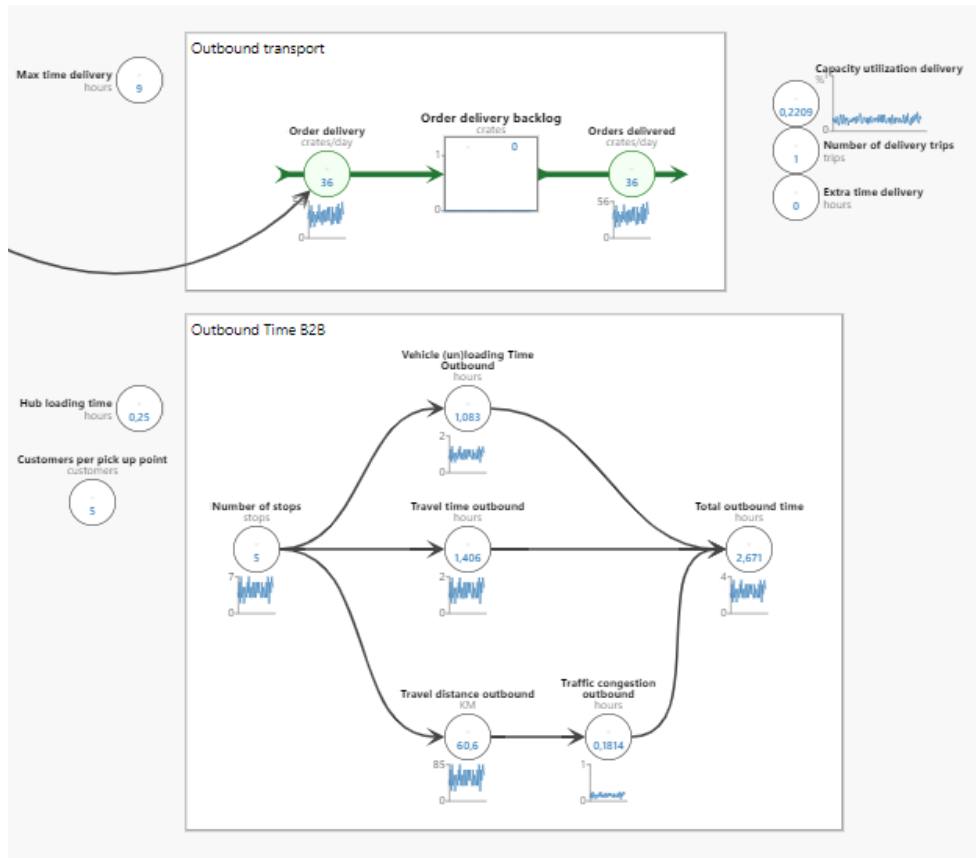 Outbound transport
Max time delivery
hours
9
Order delivery
crates/day
36
0
Order delivery backlog
crates
0
1
0
Orders delivered
crates/day
36
56
0
Capacity utilization delivery
%
1
0,2209
0
Number of delivery trips
trips
1
Extra time delivery
hours
0
Outbound Time B2B
Hub loading time
hours
0,25
Customers per pick up point
customers
5
Vehicle (un)loading Time
Outbound
hours
1,083
2
0
Number of stops
stops
5
7
0
Travel time outbound
hours
1,406
2
0
Total outbound time
hours
2,671
4
0
Travel distance outbound
KM
60,6
85
0
Traffic congestion
outbound
hours
0,1814
1
0